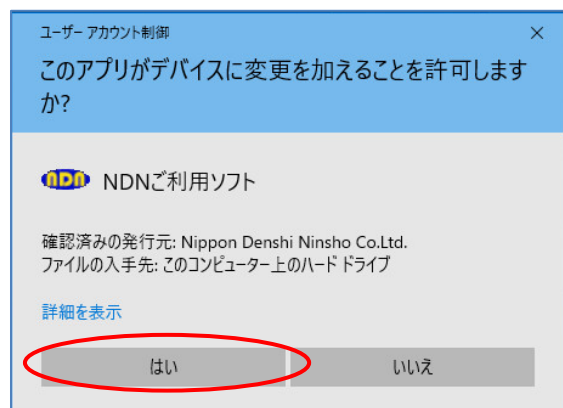 ユーザー アカウント制御
×
このアプリがデバイスに変更を加えることを許可します
か?
NDN NDNご利用ソフト
確認済みの発行元: Nippon Denshi Ninsho Co.Ltd.
ファイルの入手先: このコンピューター上のハード ドライブ
詳細を表示
はい いいえ